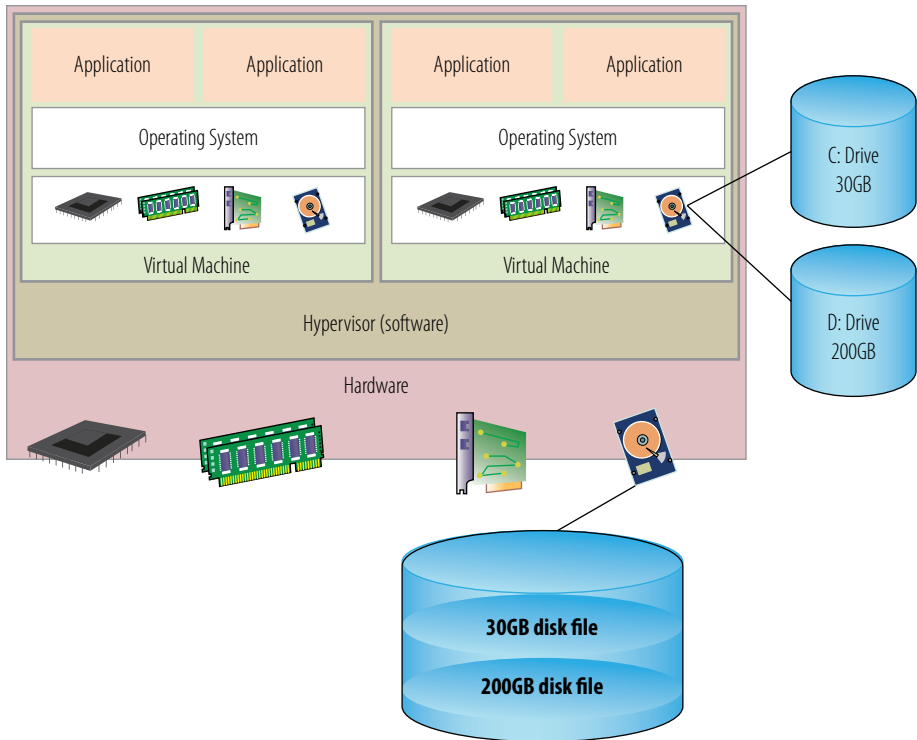 Application
Application
Application
Application
Operating System
Operating System
Virtual Machine
Virtual Machine
Hypervisor (software)
Hardware
C: Drive
30GB
D: Drive
200GB
30GB disk file
200GB disk file